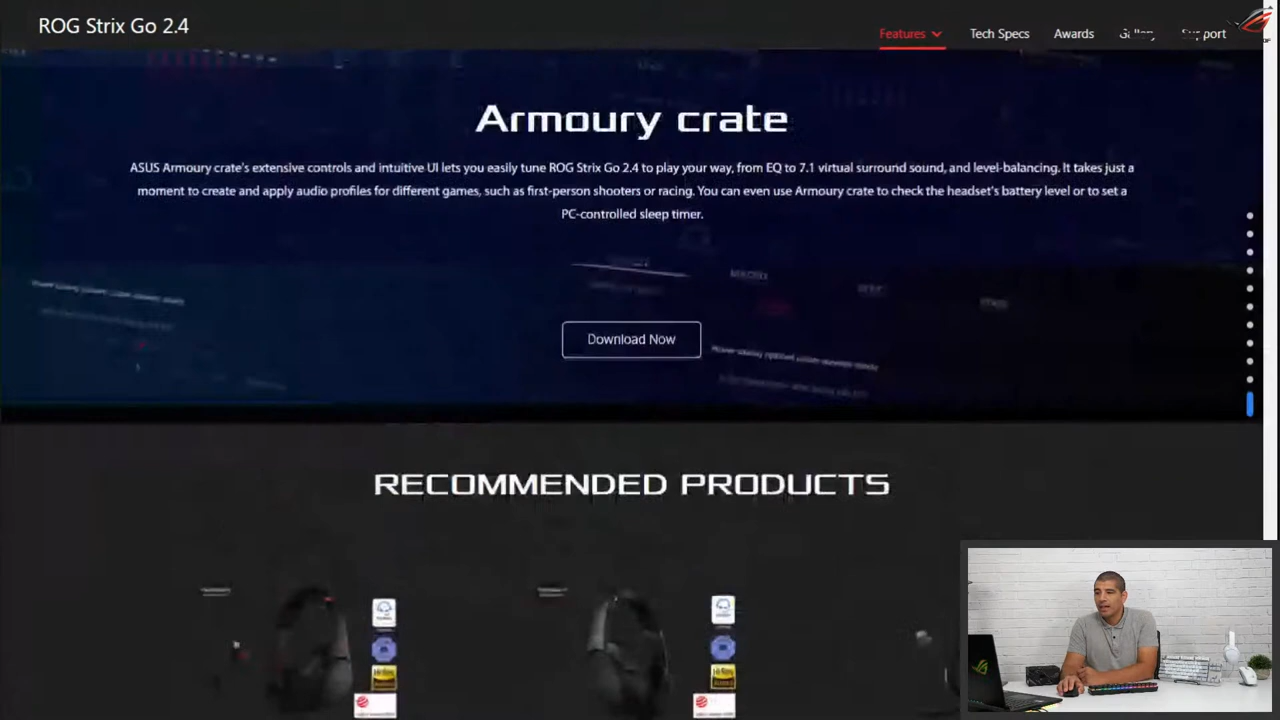 ROG Strix Go 2.4
Features
Tech Specs
Awards
Gallery
Support
Armoury crate
ASUS Armoury crate's extensive controls and intuitive UI lets you easily tune ROG Strix Go 2.4 to play your way, from EQ to 7.1 virtual surround sound, and level-balancing. It takes just a
moment to create and apply audio profiles for different games, such as first-person shooters or racing. You can even use Armoury crate to check the headset's battery level or to set a
PC-controlled sleep timer.
Download Now
RECOMMENDED PRODUCTS